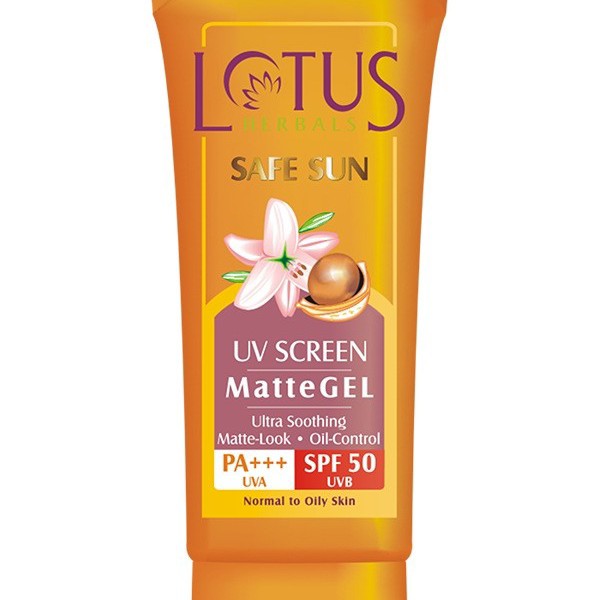 LOTUS
HERBALS
SAFE SUN
UV SCREEN
MatteGEL
Ultra Soothing
Matte-Look • Oil-Control
PA+++ SPF 50
UVA UVB
Normal to Oily Skin